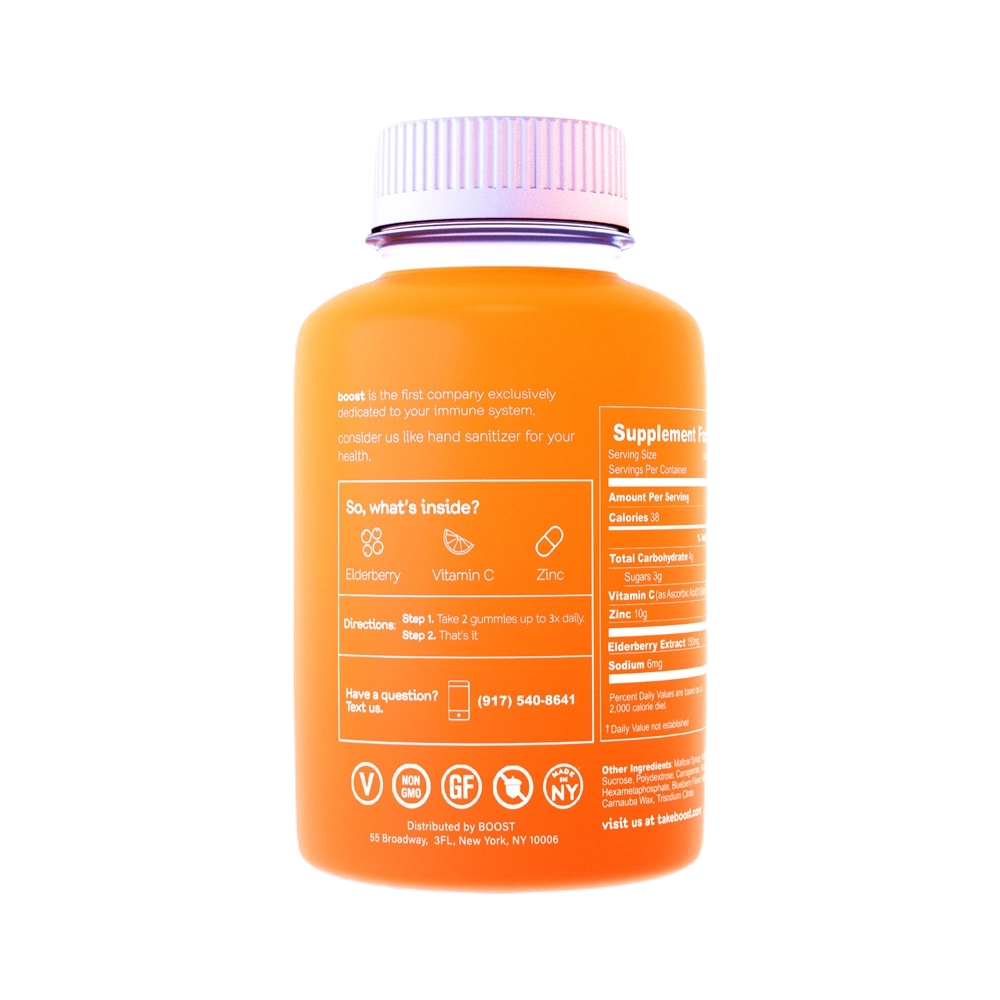 boost is the first company exclusively
dedicated to your immune system.
consider us like hand sanitizer for your
health.
So, what's inside?
Elderberry
Vitamin C
Zinc
Directions:
Step 1. Take 2 gummies up to 3x daily.
Step 2. That's it
Have a question?
Text us.
(917) 540-8641
V
NON
GMO
GF
MADE
IN
NY
Distributed by BOOST
55 Broadway, 3FL, New York, NY 10006
Supplement
Serving Size
Servings Per Container
Amount Per Serving
Calories 38
Total Carbohydrate 4g
Sugars 3g
Vitamin C (as Ascorbic Acid)
Zinc 10g
Elderberry Extract 150mg
Sodium 6mg
Percent Daily Values are based on a
2,000 calorie diet.
† Daily Value not established
Other Ingredients: Maltose Syrup,
Sucrose, Polydextrose,
Hexametaphosphate, Blueberry
Carnauba Wax, Trisodium Citrate
visit us at takeboost.com